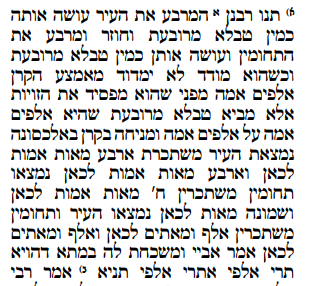 ⁿ⁾ תנו רבנן א המרבע את העיר עושה אותה
כמין טבלא מרובעת וחוזר ומרבע את
התחומין ועושה אותן כמין טבלא מרובעת
וכשהוא מודד לא ימדוד מאמצע הקרן
אלפים אמה מפני שהוא מפסיד את הזויות
אלא מביא טבלא מרובעת שהיא אלפים
אמה על אלפים אמה ומניחה בקרן באלכסונה
נמצאת העיר משתכרת ארבע מאות אמות
לכאן וארבע מאות אמות לכאן נמצאו
תחומין משתכרין ח' מאות אמות לכאן
ושמונה מאות לכאן נמצאו העיר ותחומין
משתכרין אלף ומאתים לכאן ואלף ומאתים
לכאן אמר אביי ומשכחת לה במתא דהויא
תרי אלפי אתרי אלפי תניא כ) אמר רבי